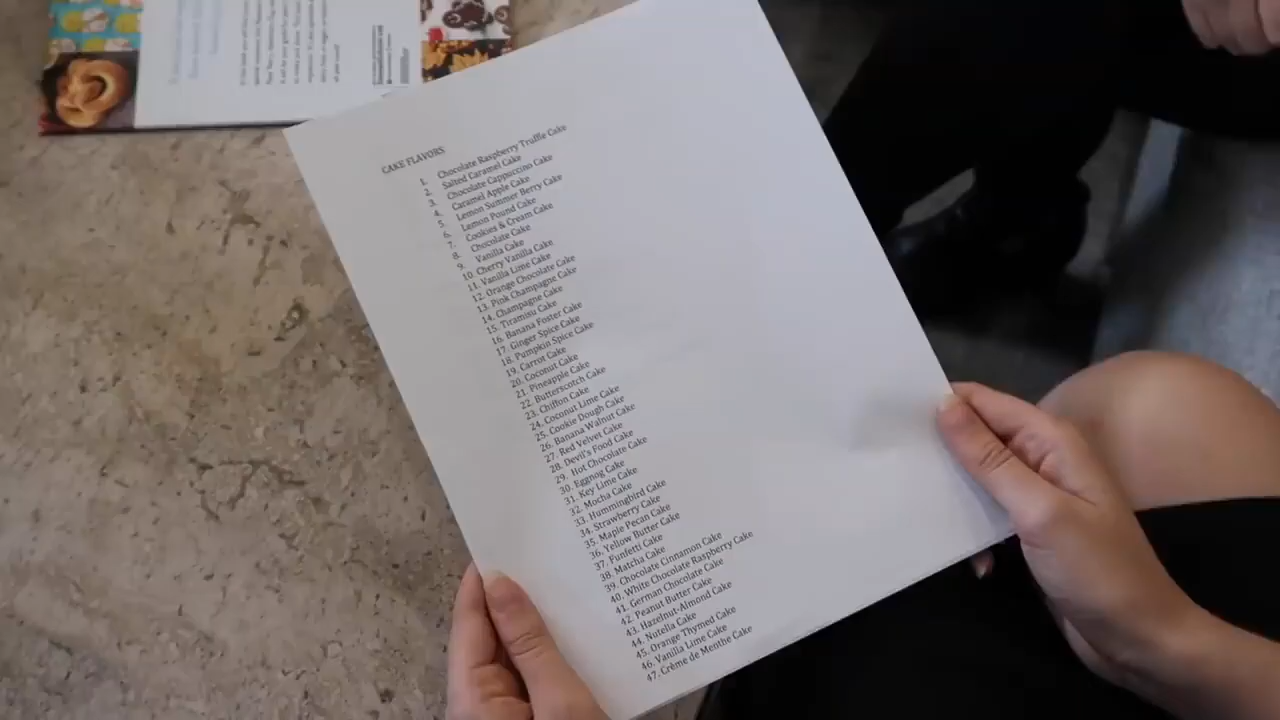 CAKE FLAVORS
1. Chocolate Raspberry Truffle Cake
2. Salted Caramel Cake
3. Chocolate Cappuccino Cake
4. Caramel Apple Cake
5. Lemon Summer Berry Cake
6. Lemon Pound Cake
7. Cookies & Cream Cake
8. Chocolate Cake
9. Vanilla Cake
10. Cherry Vanilla Cake
11. Vanilla Lime Cake
12. Orange Chocolate Cake
13. Pink Champagne Cake
14. Champagne Cake
15. Tiramisu Cake
16. Banana Foster Cake
17. Ginger Spice Cake
18. Pumpkin Spice Cake
19. Carrot Cake
20. Coconut Cake
21. Pineapple Cake
22. Butterscotch Cake
23. Chiffon Cake
24. Coconut Lime Cake
25. Cookie Dough Cake
26. Banana Walnut Cake
27. Red Velvet Cake
28. Devil's Food Cake
29. Hot Chocolate Cake
30. Eggnog Cake
31. Key Lime Cake
32. Mocha Cake
33. Hummingbird Cake
34. Strawberry Cake
35. Maple Pecan Cake
36. Yellow Butter Cake
37. Funfetti Cake
38. Matcha Cake
39. Chocolate Cinnamon Cake
40. White Chocolate Raspberry Cake
41. German Chocolate Cake
42. Peanut Butter Cake
43. Hazelnut-Almond Cake
44. Nutella Cake
45. Orange Thymed Cake
46. Vanilla Lime Cake
47. Crème de Menthe Cake